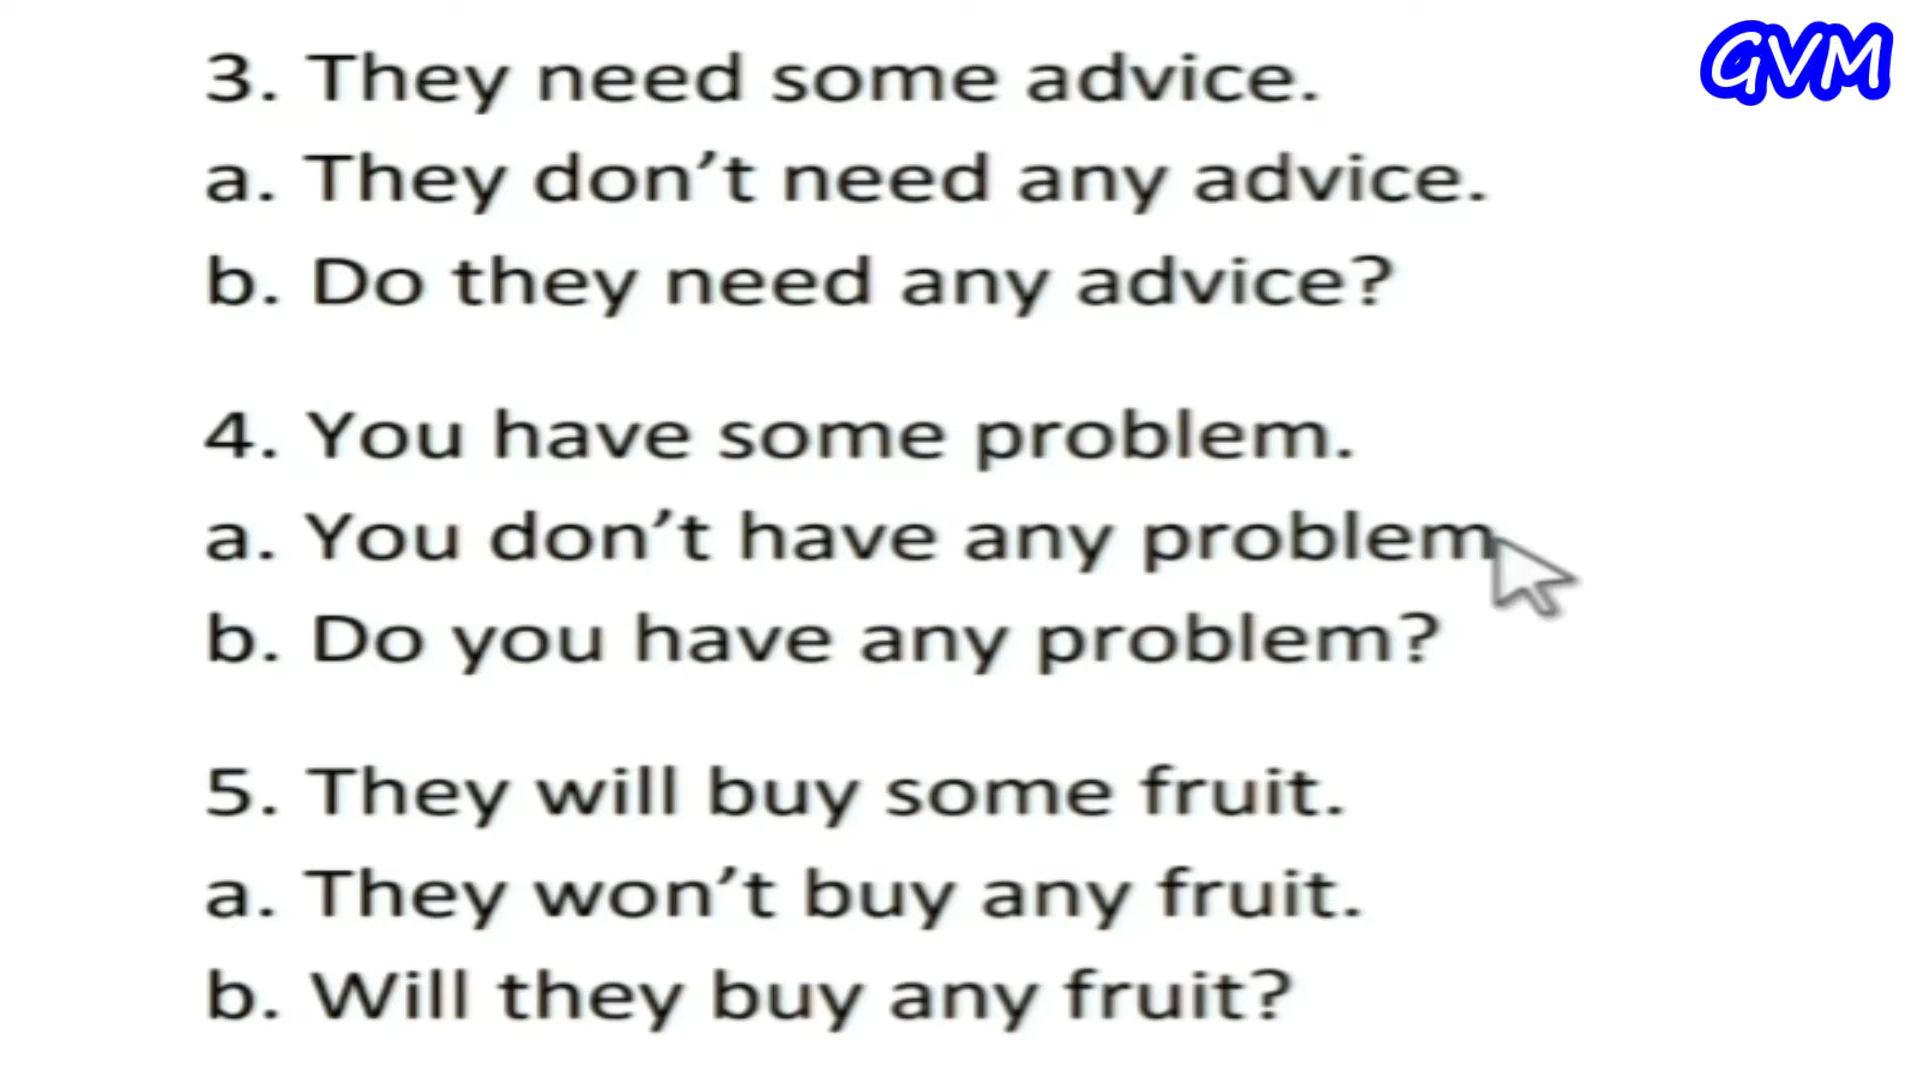 GVM
3. They need some advice.
a. They don’t need any advice.
b. Do they need any advice?
4. You have some problem.
a. You don’t have any problem
b. Do you have any problem?
5. They will buy some fruit.
a. They won’t buy any fruit.
b. Will they buy any fruit?